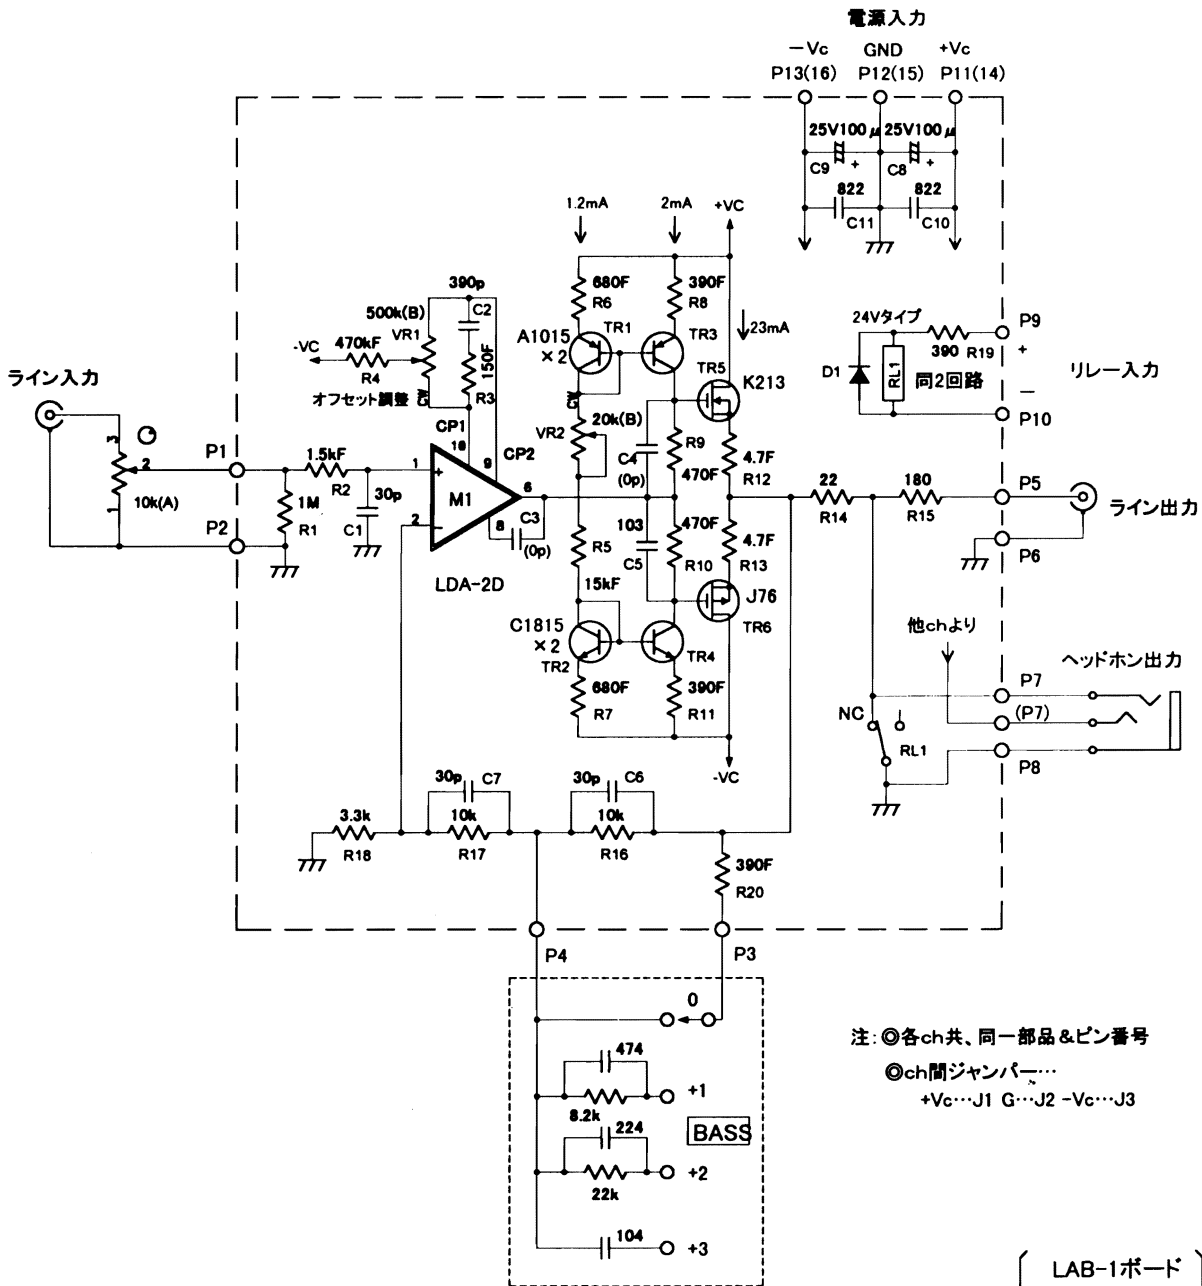 電源入力
－Vc GND +Vc
P13(16) P12(15) P11(14)
25V100μ 25V100μ
C9 + C8 +
822 822
C11 C10
1.2mA 2mA +VC
390p
C2
500k(B)
VR1
-VC 470kF
R4
150F
R3
オフセット調整
CW
CP1
10
9
CP2
680F
R6
390F
R8
TR1 TR3
A1015
×2
23mA
TR5
K213
CW
20k(B)
VR2
C4
(0p)
R9
470F
4.7F
R12
24Vタイプ
D1
RL1
390 R19
P9
+
同2回路
リレー入力
－
P10
ライン入力
3
2
1
10k(A)
P1
P2
1.5kF
R2
1M
R1
30p
C1
1
+
M1
2
－
6
8
C3
(0p)
LDA-2D
R5
15kF
103
C5
470F
R10
4.7F
R13
J76
TR6
22
R14
180
R15
P5
ライン出力
P6
C1815
×2
TR2
TR4
680F
R7
390F
R11
-VC
他chより
ヘッドホン出力
P7
(P7)
P8
NC
RL1
30p C7
10k
R17
30p C6
10k
R16
3.3k
R18
390F
R20
P4 P3
0
474
+1
8.2k
224
BASS
+2
22k
104 +3
注:◎各ch共、同一部品&ピン番号
◎ch間ジャンパー…
+Vc…J1 G…J2 -Vc…J3
LAB-1ボード